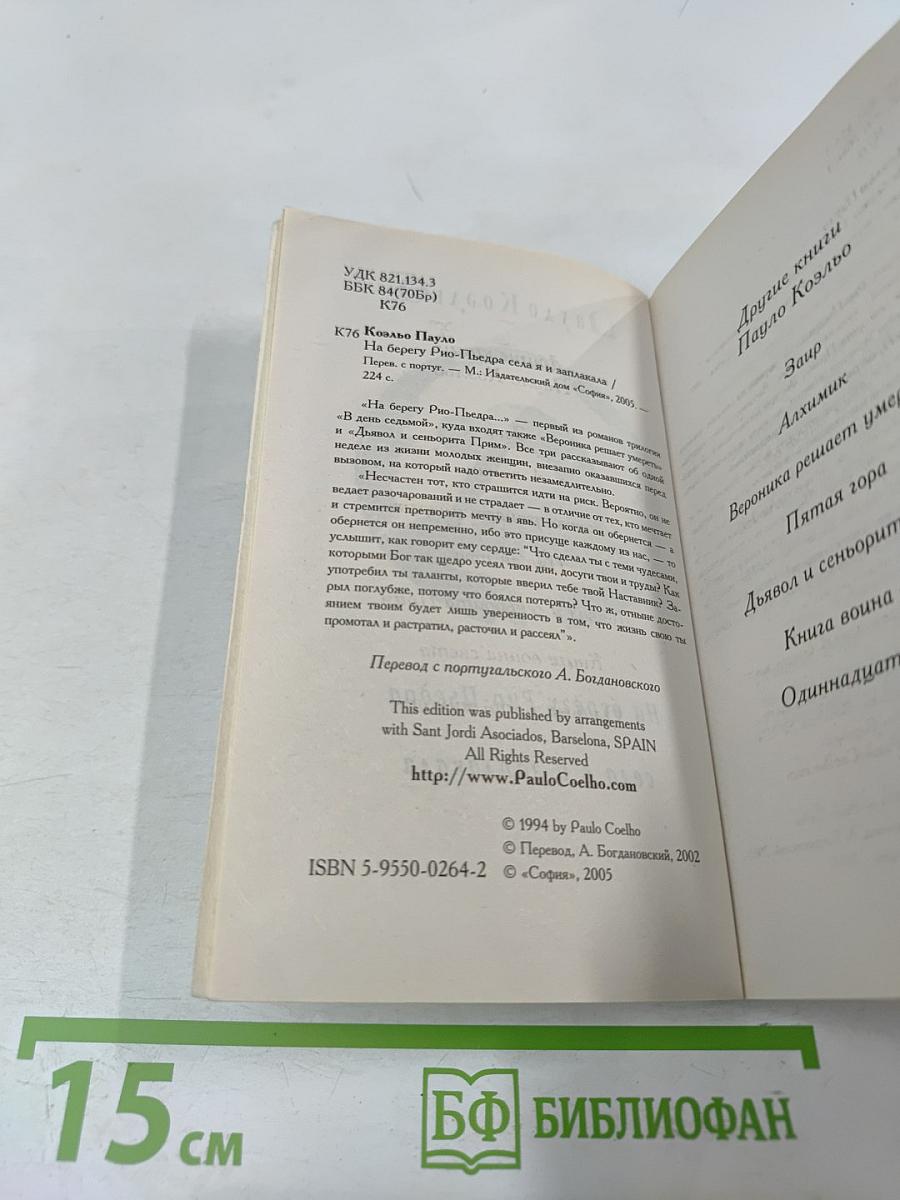 УДК 821.134.3
ББК 84(70Бр)
К76
К76 Коэльо Пауло
На берегу Рио-Пьедра села я и заплакала /
Перев. с португ. — М.: Издательский дом «София», 2005. —
224 с.
«На берегу Рио-Пьедра...» — первый из романов трилогии
«В день седьмой», куда входят также «Вероника решает умереть»
и «Дьявол и сеньорита Прим». Все три рассказывают об одной
неделе из жизни молодых женщин, внезапно оказавшихся перед
вызовом, на который надо ответить незамедлительно.
«Несчастен тот, кто страшится идти на риск. Вероятно, он не
ведает разочарований и не страдает — в отличие от тех, кто мечтает
и стремится претворить мечту в явь. Но когда он обернется — а
обернется он непременно, ибо это присуще каждому из нас, — то
услышит, как говорит ему сердце: "Что сделал ты с теми чудесами,
которыми Бог так щедро усеял твои дни, досуги твои и труды? Как
употребил ты таланты, которые вверил тебе твой Наставник? За-
рыл поглубже, потому что боялся потерять? Что ж, отныне досто-
янием твоим будет лишь уверенность в том, что жизнь свою ты
промотал и растратил, расточил и рассеял"».
Перевод с португальского А. Богдановского
This edition was published by arrangements
with Sant Jordi Asociados, Barselona, SPAIN
All Rights Reserved
http://www.PauloCoelho.com
© 1994 by Paulo Coelho
© Перевод, А. Богдановский, 2002
ISBN 5-9550-0264-2 © «София», 2005
Другие книги
Пауло Коэльо
Заир
Алхимик
Вероника решает умер
Пятая гора
Дьявол и сеньорит
Книга воина
Одиннадцат
15 см
БФ БИБЛИОФАН